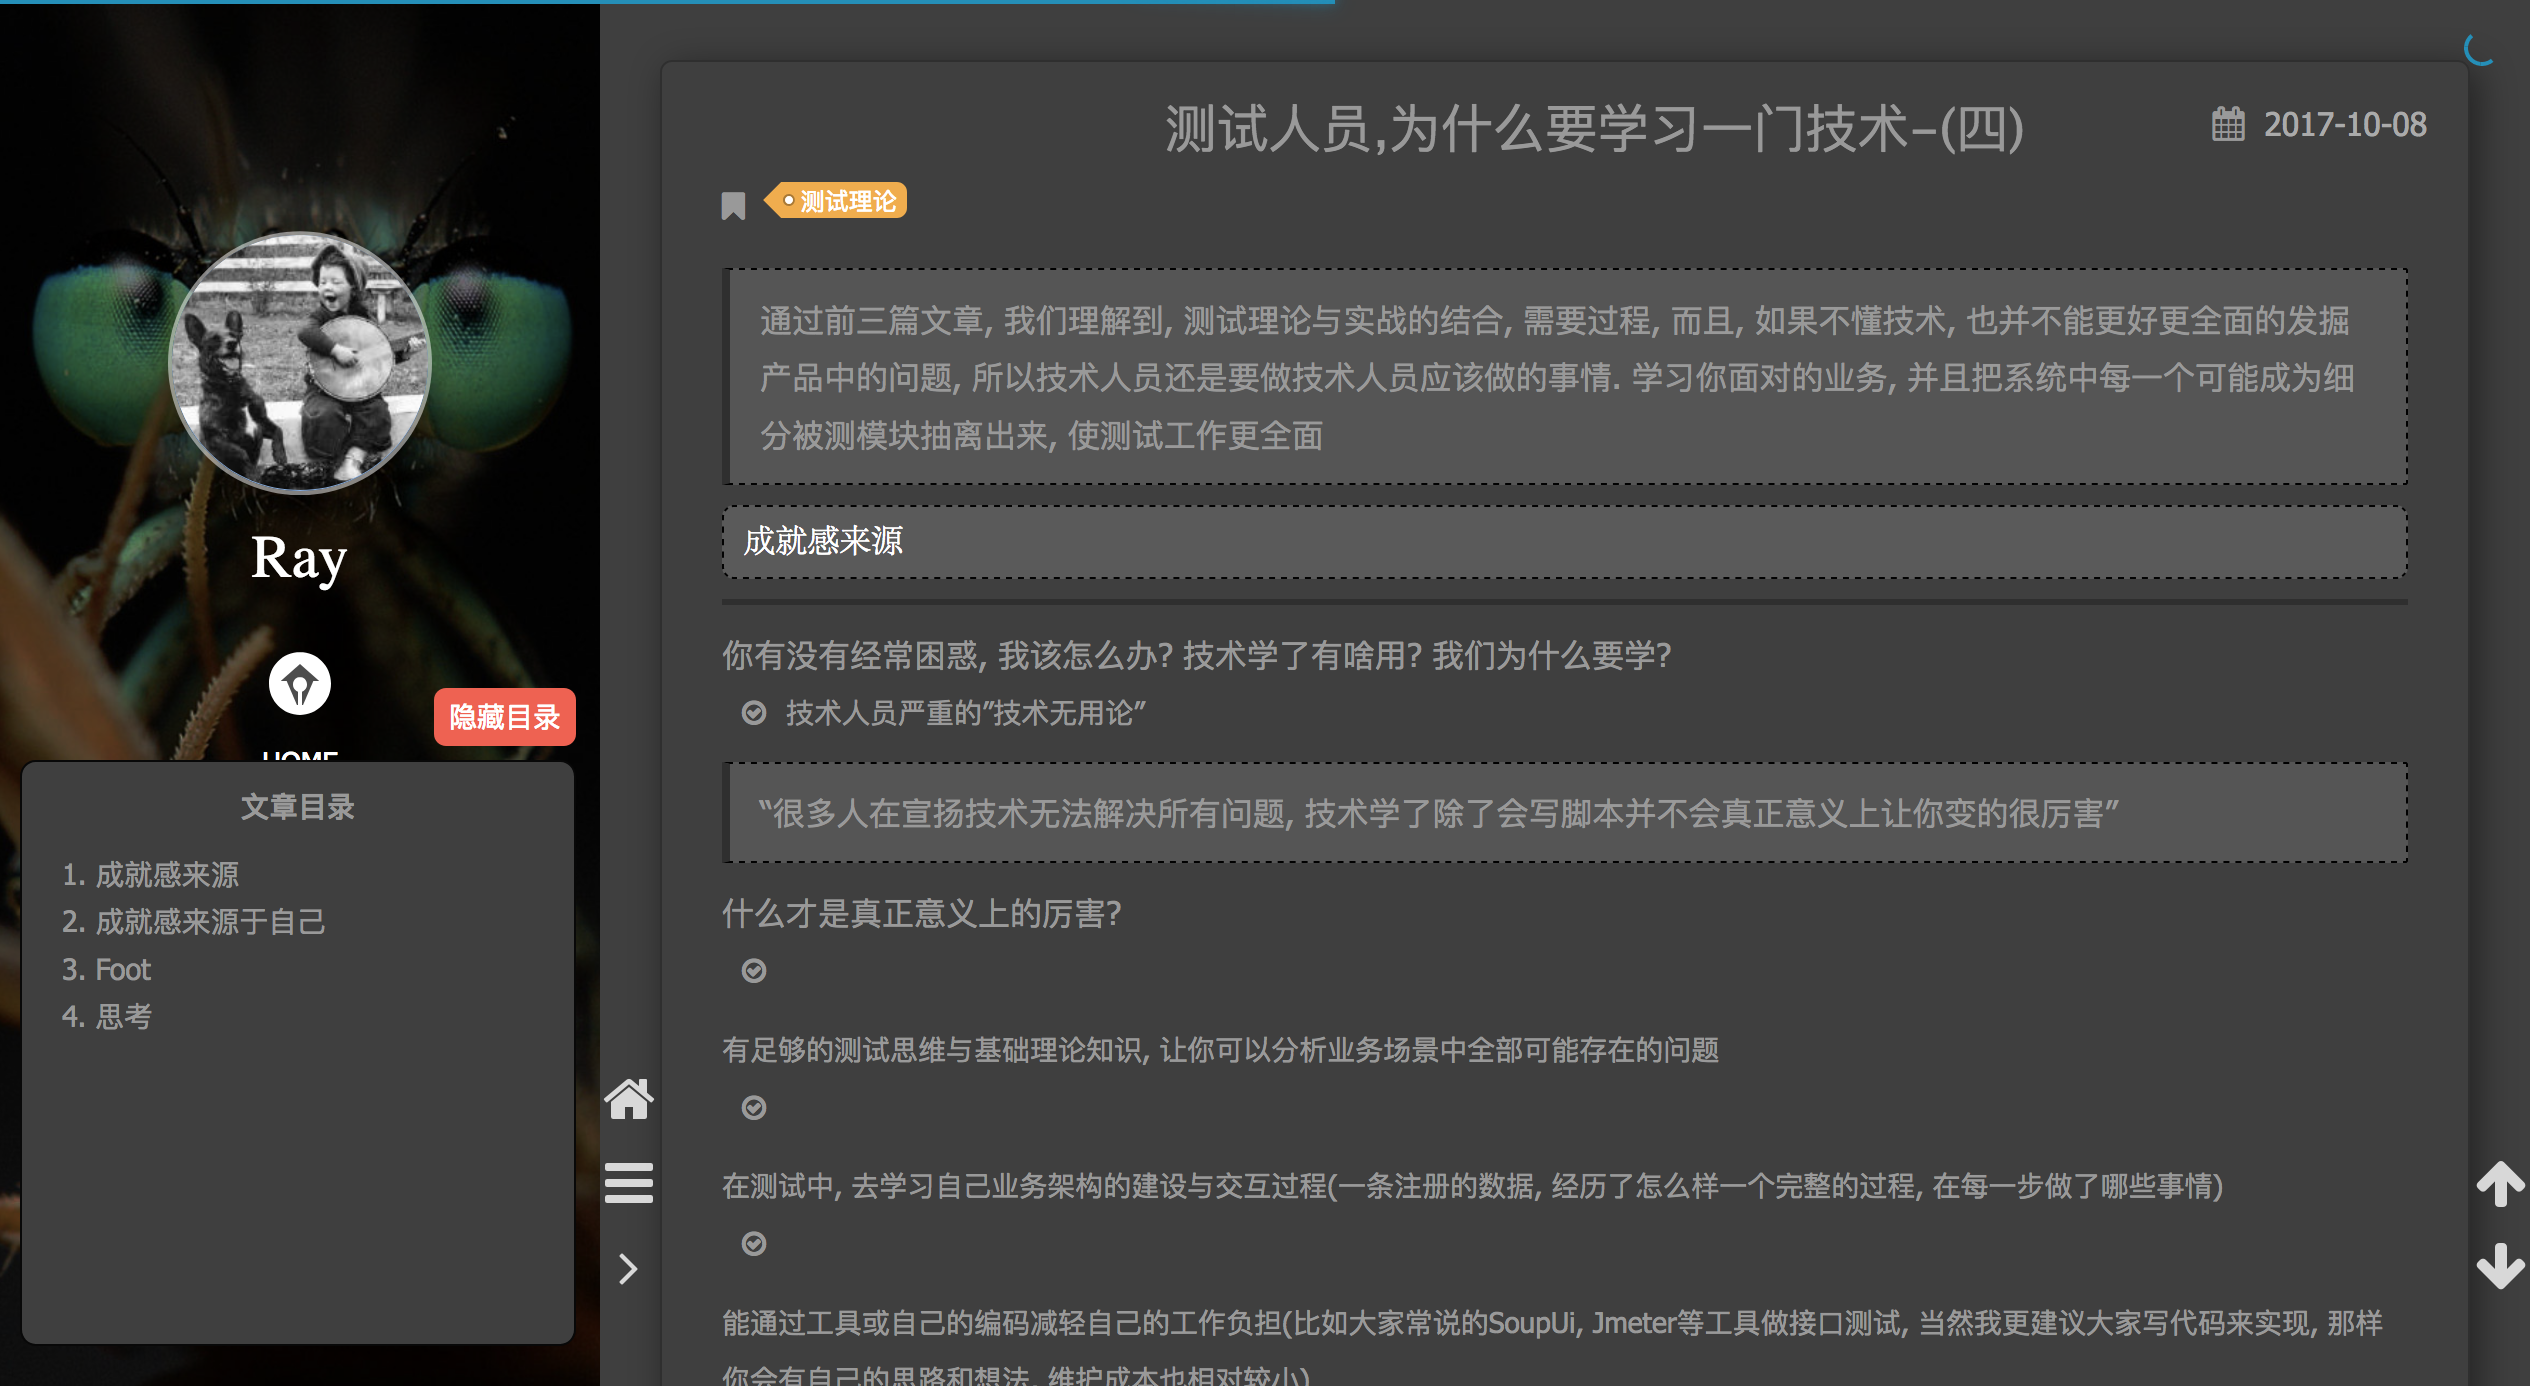 Ray
HOME
隐藏目录
文章目录
1. 成就感来源
2. 成就感来源于自己
3. Foot
4. 思考
测试人员,为什么要学习一门技术-(四)
2017-10-08
测试理论
通过前三篇文章, 我们理解到, 测试理论与实战的结合, 需要过程, 而且, 如果不懂技术, 也并不能更好更全面的发掘
产品中的问题, 所以技术人员还是要做技术人员应该做的事情. 学习你面对的业务, 并且把系统中每一个可能成为细
分被测模块抽离出来, 使测试工作更全面
成就感来源
你有没有经常困惑, 我该怎么办? 技术学了有啥用? 我们为什么要学?
技术人员严重的”技术无用论”
“很多人在宣扬技术无法解决所有问题, 技术学了除了会写脚本并不会真正意义上让你变的很厉害”
什么才是真正意义上的厉害?
有足够的测试思维与基础理论知识, 让你可以分析业务场景中全部可能存在的问题
在测试中, 去学习自己业务架构的建设与交互过程(一条注册的数据, 经历了怎么样一个完整的过程, 在每一步做了哪些事情)
能通过工具或自己的编码减轻自己的工作负担(比如大家常说的SoupUi, Jmeter等工具做接口测试, 当然我更建议大家写代码来实现, 那样
你会有自己的思路和想法, 维护成本也相对较小)